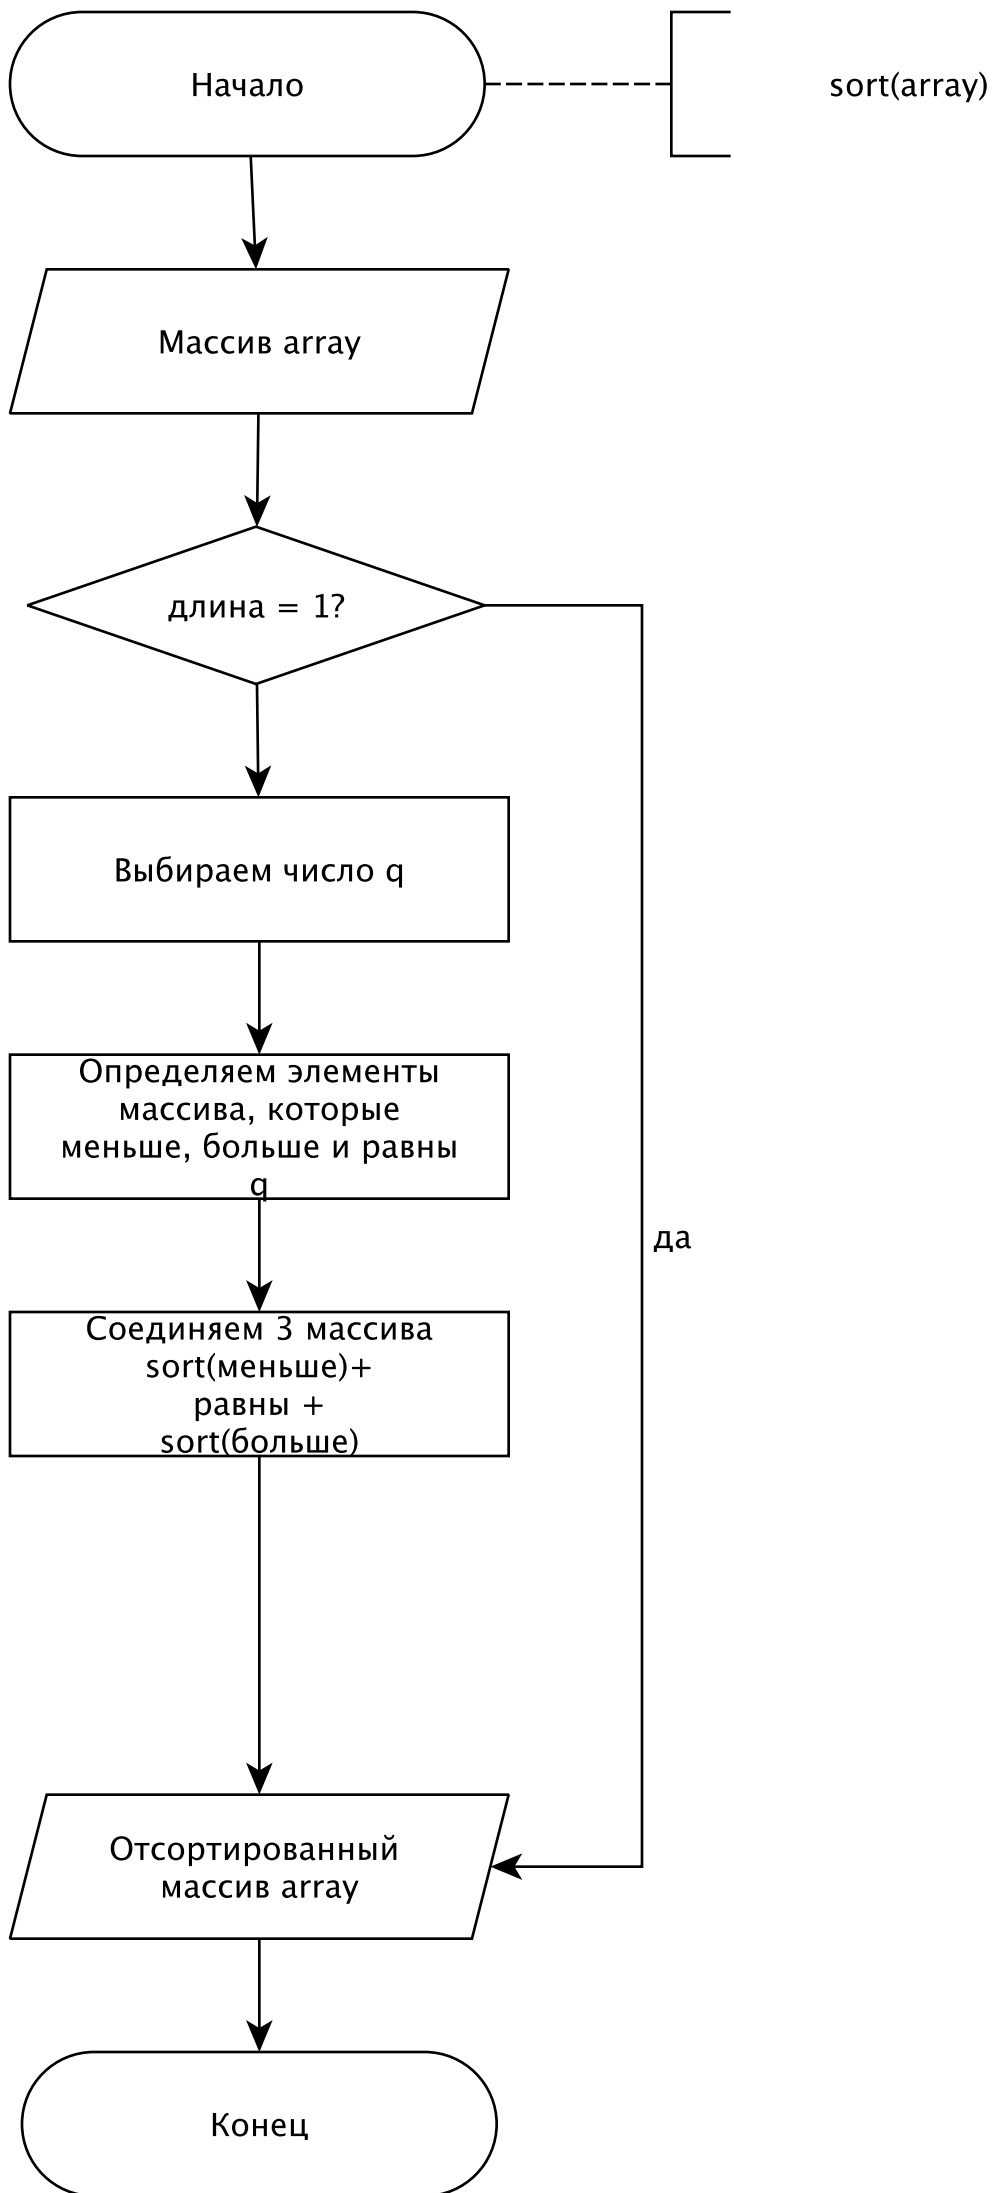 Начало
sort(array)
Массив array
длина = 1?
Выбираем число q
Определяем элементы
массива, которые
меньше, больше и равны
q
да
Соединяем 3 массива
sort(меньше)+
равны +
sort(больше)
Отсортированный
массив array
Конец